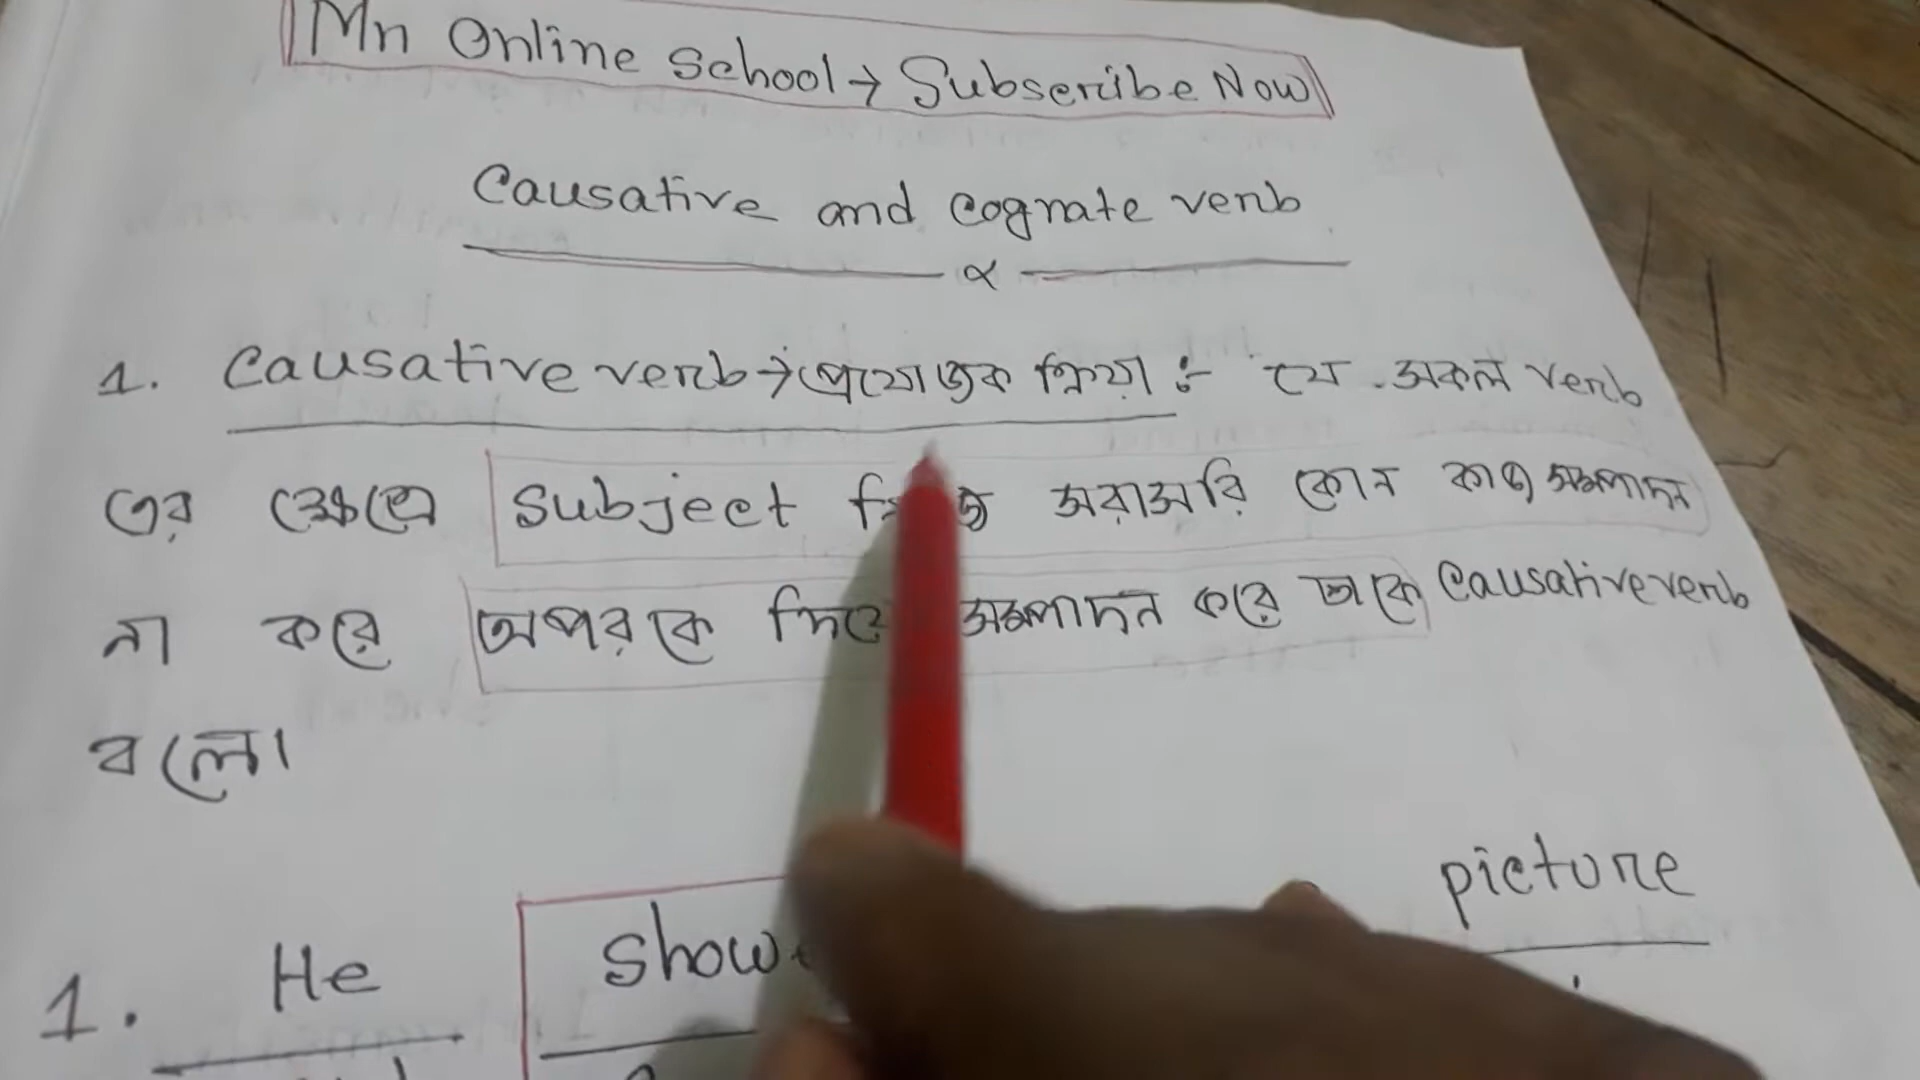 Mn Online School → Subscribe Now
Causative and cognate verb
1. Causative verb → প্রযোজক ক্রিয়া :- যে সকল verb
এর ক্ষেত্রে Subject সরাসরি কোন কাজ সম্পাদন
না করে অপরকে দিয়ে সম্পাদন করে তাকে Causative verb
বলে।
picture
1. He